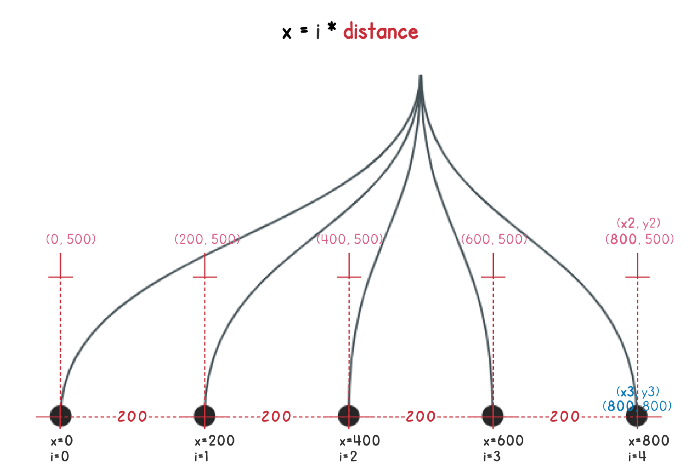 x = i * distance
(x2, y2)
(0, 500) (200, 500) (400, 500) (600, 500) (800, 500)
(x3, y3)
(800, 800)
200 200 200 200
x=0 x=200 x=400 x=600 x=800
i=0 i=1 i=2 i=3 i=4